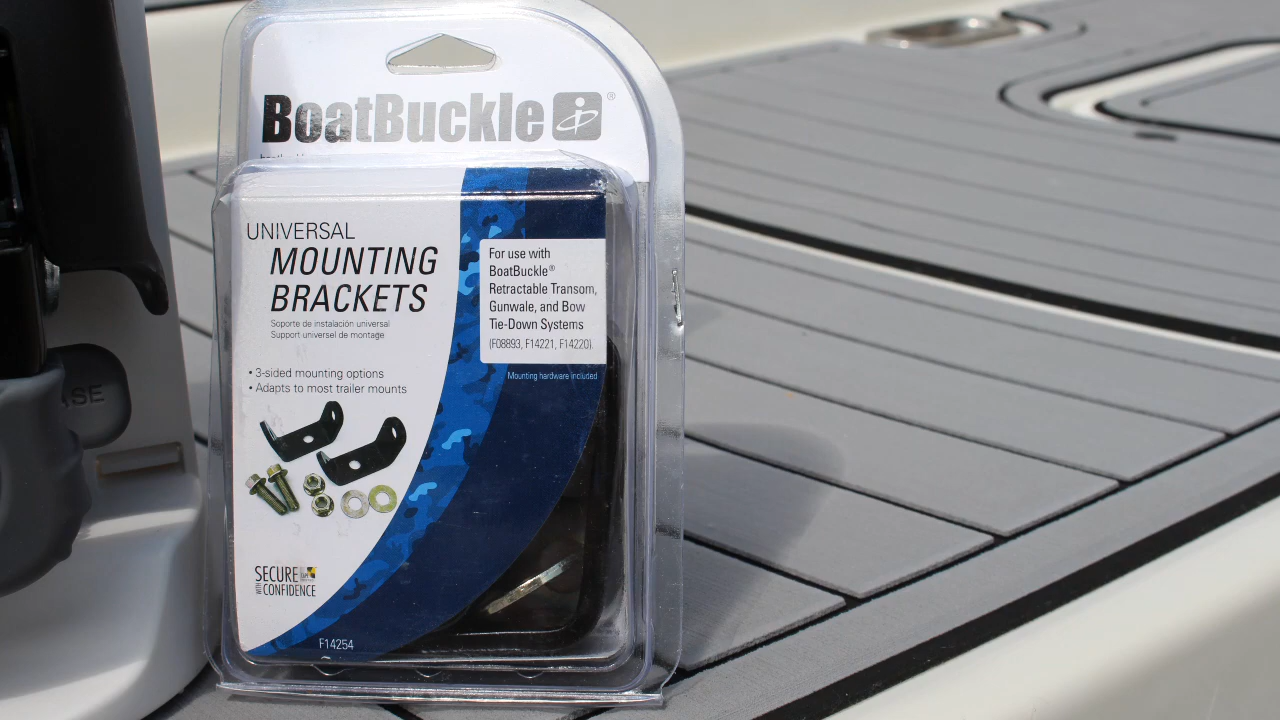 BoatBuckle®
UNIVERSAL
MOUNTING
BRACKETS
Soporte de instalación universal
Support universel de montage
• 3-sided mounting options
• Adapts to most trailer mounts
For use with
BoatBuckle®
Retractable Transom,
Gunwale, and Bow
Tie-Down Systems
(F08893, F14221, F14220).
Mounting hardware included
SECURE
WITH CONFIDENCE
F14254